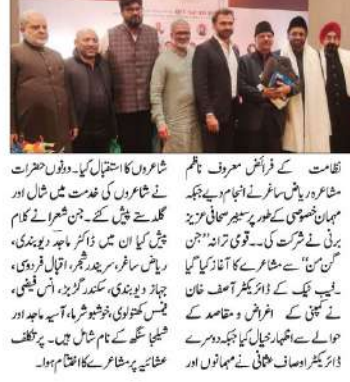 نظامت کے فرائض معروف ناظم
مشاعرہ ریاض ساغر نے انجام دیے جبکہ
مہمان خصوصی کے طور پر سینیر صحافی عزیز
برنی نے شرکت کی۔۔ قومی ترانہ ”جن
گن من“ سے مشاعرے کا آغاز کیا گیا
۔فیب ٹیک کے ڈائریکٹر آصف خان
نے کمپنی کے اغراض و مقاصد کے
حوالے سے اظہار خیال کیا جبکہ دوسرے
ڈائریکٹر اوصاف عثمانی نے مہمانوں اور
شاعروں کا استقبال کیا۔ دونوں حضرات
نے شاعروں کی خدمت میں شال اور
گلدستے پیش کئے۔ جن شعرا نے کلام
پیش کیا ان میں ڈاکٹر ماجد دیوبندی،
ریاض ساغر، سریندر شجر، اقبال فردوسی،
جہاز دیوبندی، سکندر گڑبڑ، انس فیضی،
یٰسں کھتولوی، خوشبو شرما، آسیہ ماجد اور
شیلجا سنگھ کے نام شامل ہیں۔ پر تکلف
عشائیہ پر مشاعرے کا اختتام ہوا۔